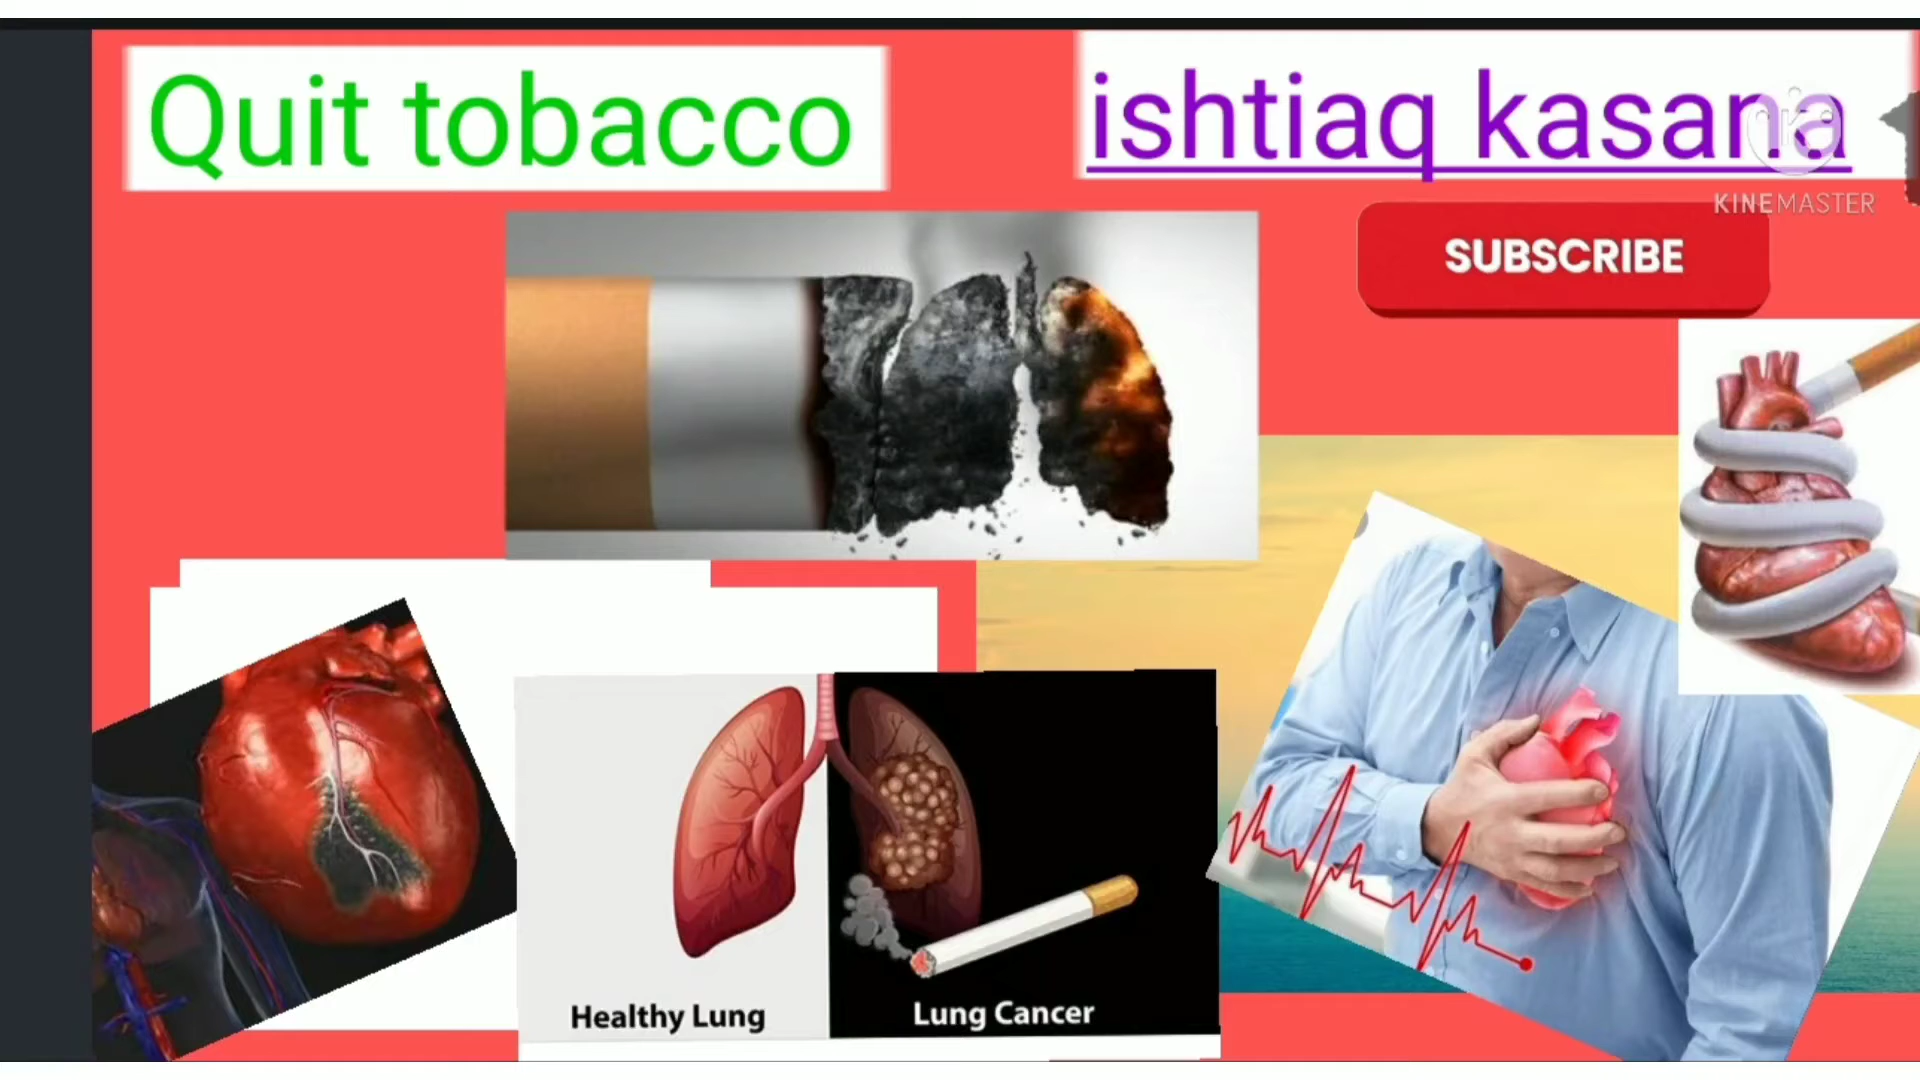 Quit tobacco
ishtiaq kasana
KINEMASTER
SUBSCRIBE
Healthy Lung
Lung Cancer